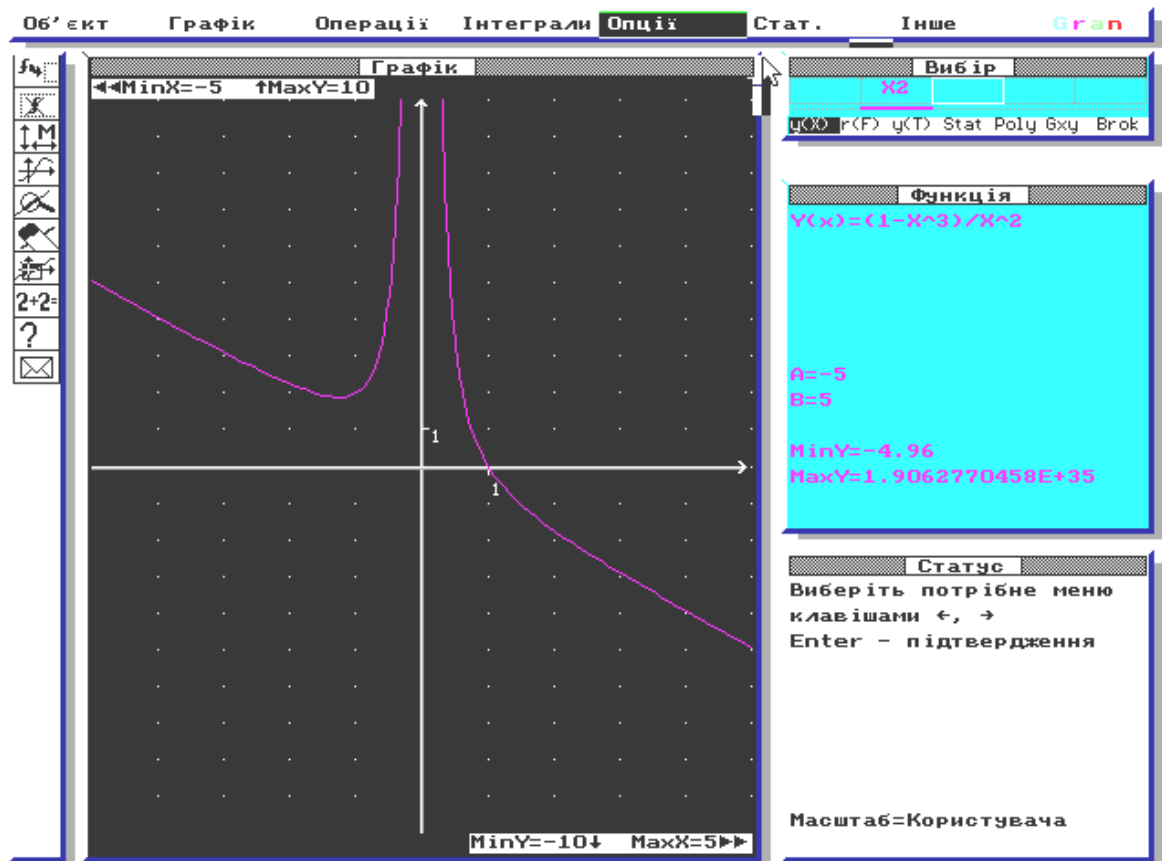 Об'єкт Графік Операції Інтеграли Опції Стат. Інше Gran
Графік
◄◄MinX=-5 ↑MaxY=10
1
1
MinY=-10↓ MaxX=5►►
M
2+2=
?
Вибір
X2
y(X) r(F) y(T) Stat Poly Gxy Brok
Функція
Y(x)=(1-X^3)/X^2
A=-5
B=5
MinY=-4.96
MaxY=1.9062770458E+35
Статус
Виберіть потрібне меню
клавішами ←, →
Enter - підтвердження
Масштаб=Користувача